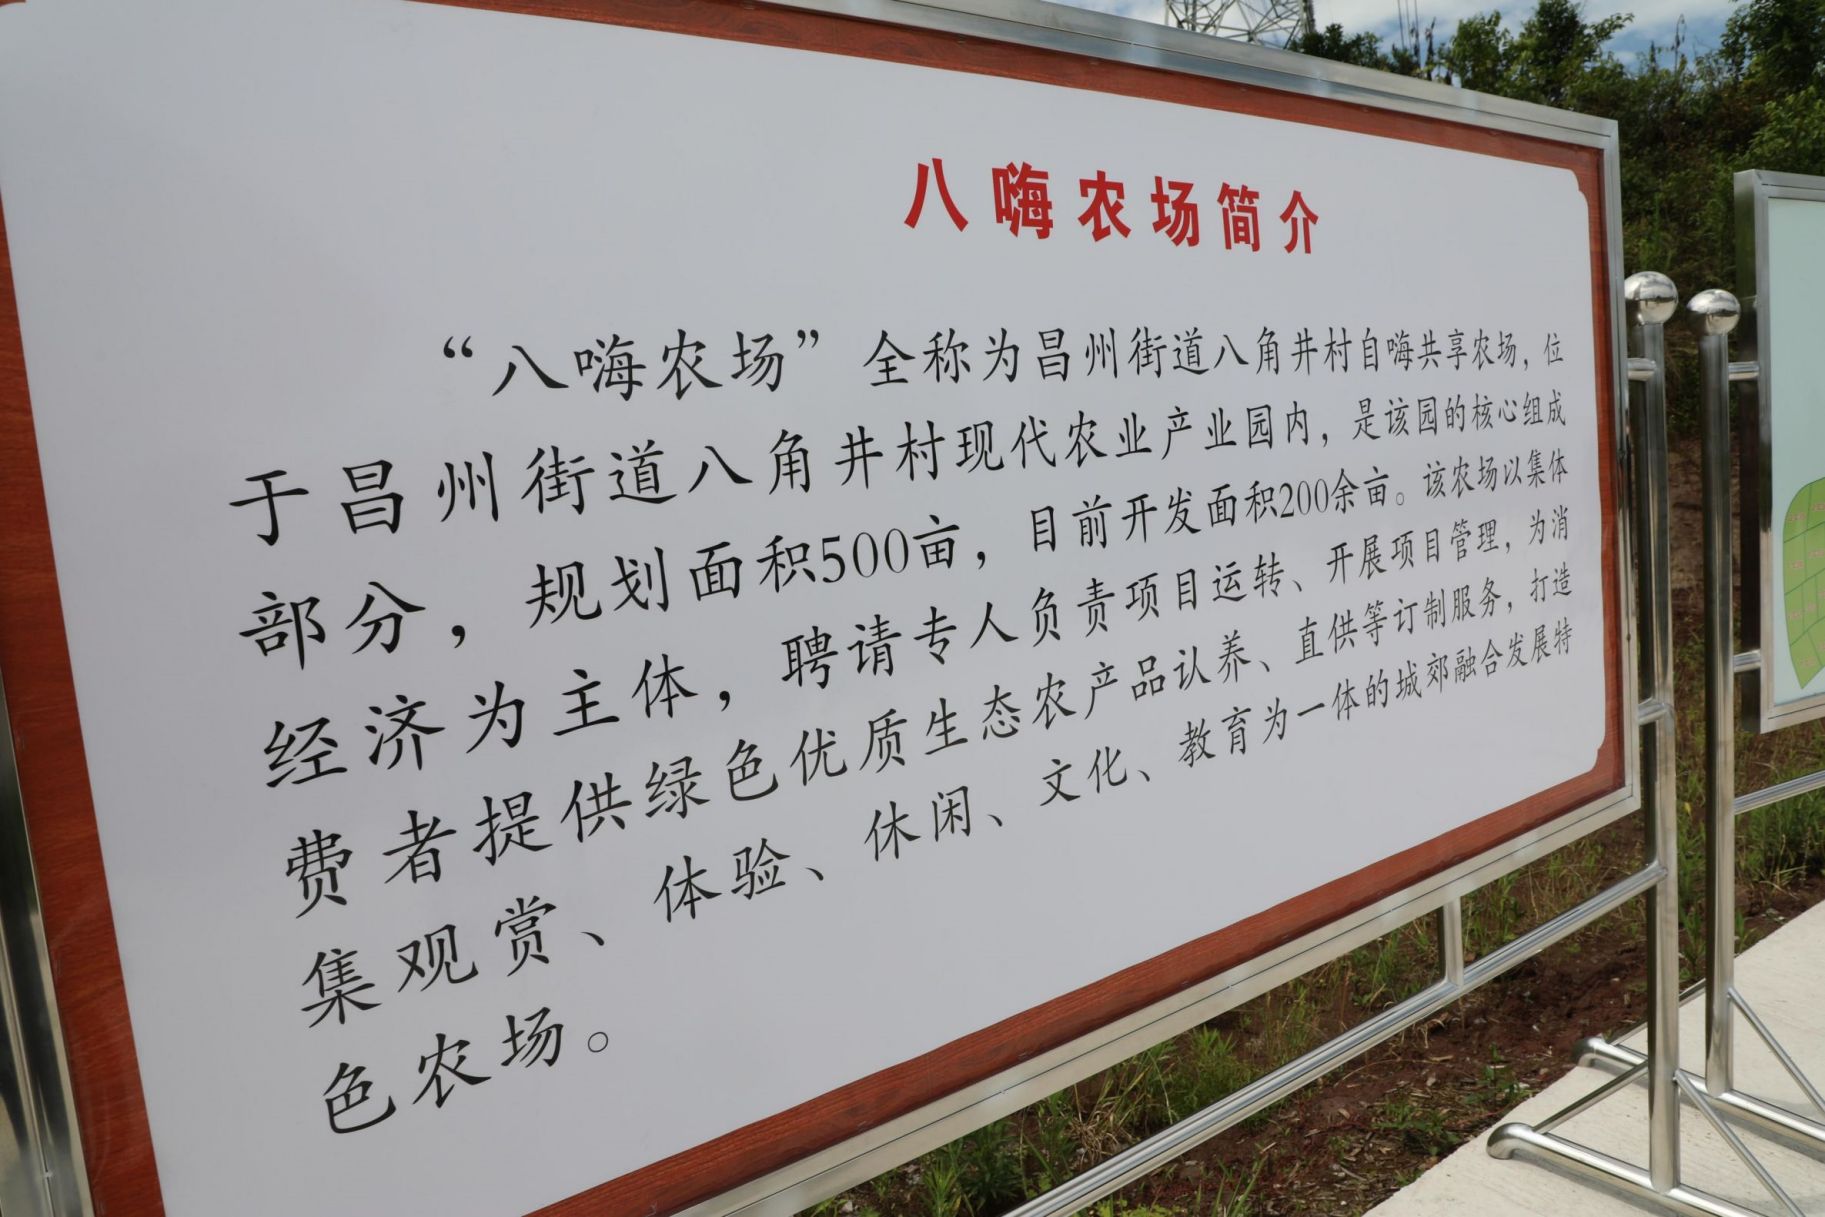 八嗨农场简介
“八嗨农场”全称为昌州街道八角井村自嗨共享农场，位
于昌州街道八角井村现代农业产业园内，是该园的核心组成
部分，规划面积500亩，目前开发面积200余亩。该农场以集体
经济为主体，聘请专人负责项目运转、开展项目管理，为消
费者提供绿色优质生态农产品认养、直供等订制服务，打造
集观赏、体验、休闲、文化、教育为一体的城郊融合发展特
色农场。